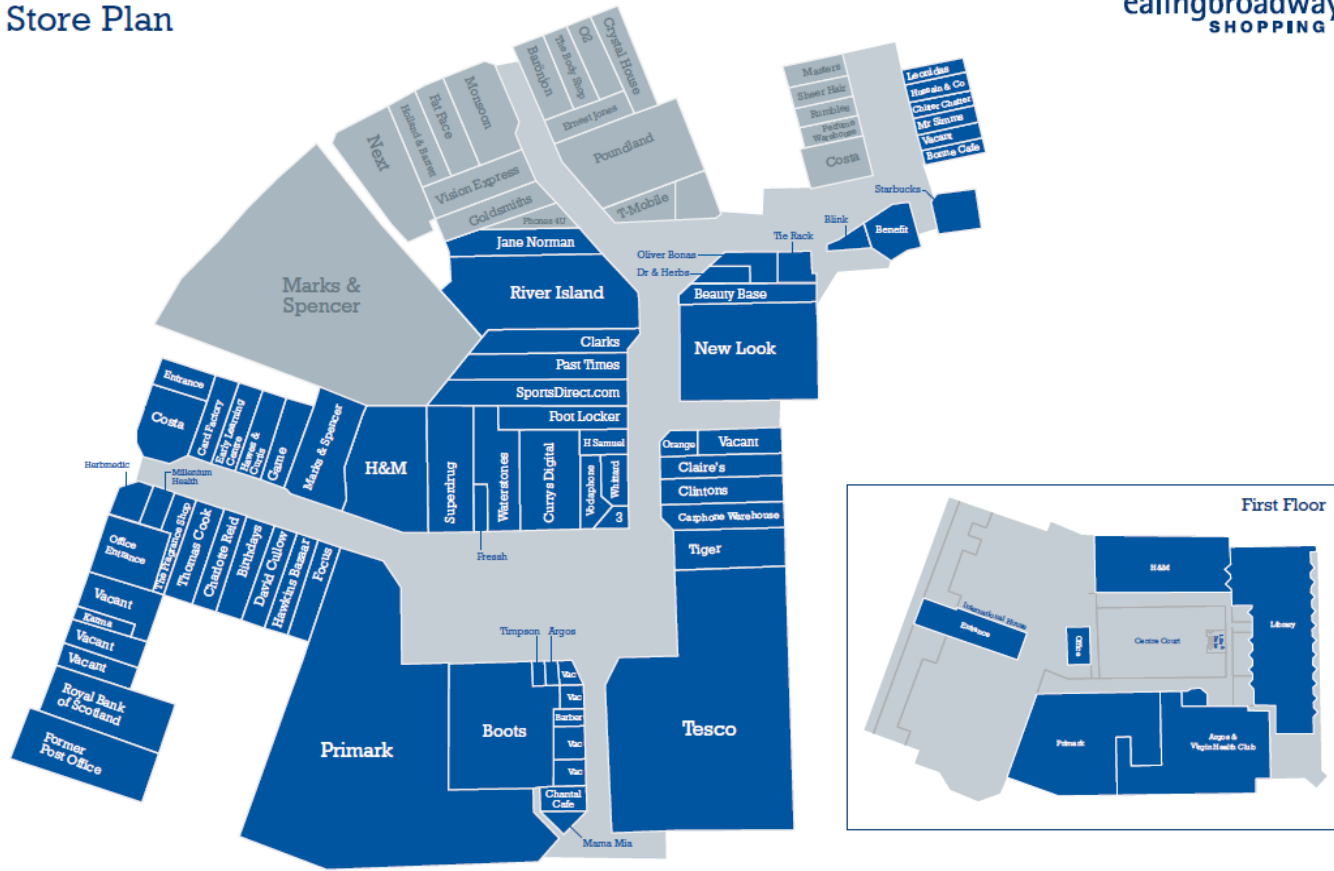 Store Plan
ealingbroadway
SHOPPING
Baronjon
The Body Shop
O2
Crystal House
Ernest Jones
Poundland
T-Mobile
Next
Holland & Barrett
Fat Face
Monsoon
Vision Express
Goldsmiths
Phones 4U
Masters
Sheer Hair
Rumbles
Perfume
Warehouse
Costa
Leonidas
Hussain & Co
Chitter Chatter
Mr Simms
Vacant
Bonne Cafe
Starbucks
Blink
Benefit
Tie Rack
Oliver Bonas
Dr & Herbs
Beauty Base
New Look
Jane Norman
River Island
Marks &
Spencer
Clarks
Past Times
SportsDirect.com
Foot Locker
H Samuel
Entrance
Costa
Card Factory
Early Learning
Centre
Hawes &
Curtis
Game
Marks & Spencer
H&M
Superdrug
Waterstones
Currys Digital
Vodaphone
Whittard
3
Fressh
Orange
Vacant
Claire's
Clintons
Carphone Warehouse
Tiger
Herbmedic
Millenium
Health
Office
Entrance
The Fragrance Shop
Thomas Cook
Charlotte Reid
Birthdays
David Cullow
Hawkins Bazaar
Focus
Vacant
Karma
Vacant
Vacant
Royal Bank
of Scotland
Former
Post Office
Primark
Timpson
Argos
Boots
Vac
Vac
Barber
Vac
Vac
Chantal
Cafe
Mama Mia
Tesco
First Floor
H&M
International House
Entrance
Office
Centre Court
Library
Primark
Argos &
Virgin Health Club